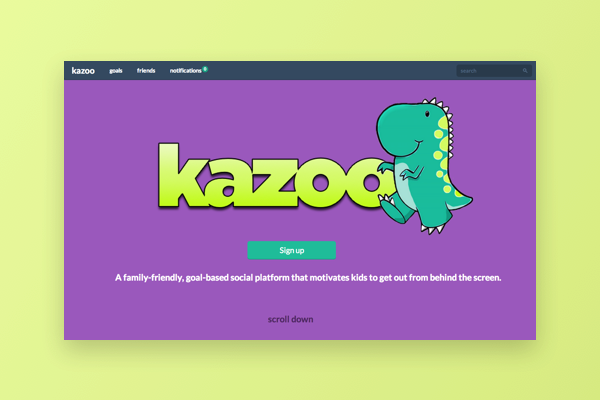 kazoo goals friends notifications search
kazoo
Sign up
A family-friendly, goal-based social platform that motivates kids to get out from behind the screen.
scroll down